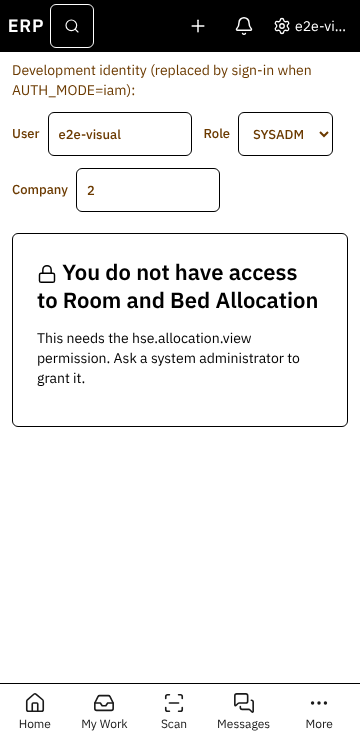 ERP
e2e-vi...
Development identity (replaced by sign-in when
AUTH_MODE=iam):
User e2e-visual Role SYSADM
Company 2
You do not have access
to Room and Bed Allocation
This needs the hse.allocation.view
permission. Ask a system administrator to
grant it.
Home My Work Scan Messages More